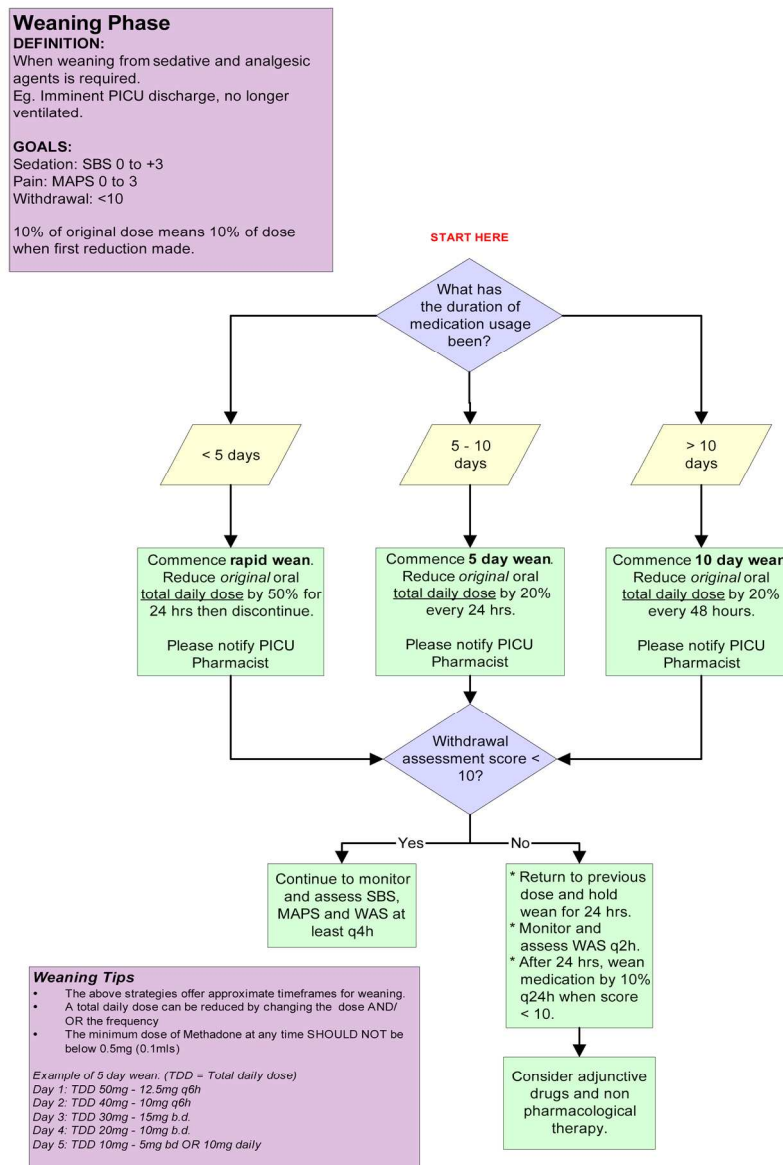 Weaning Phase
DEFINITION:
When weaning from sedative and analgesic
agents is required.
Eg. Imminent PICU discharge, no longer
ventilated.
GOALS:
Sedation: SBS 0 to +3
Pain: MAPS 0 to 3
Withdrawal: <10
10% of original dose means 10% of dose
when first reduction made.
START HERE
What has
the duration of
medication usage
been?
< 5 days
5 - 10
days
> 10
days
Commence rapid wean.
Reduce original oral
total daily dose by 50% for
24 hrs then discontinue.
Please notify PICU
Pharmacist
Commence 5 day wean.
Reduce original oral
total daily dose by 20%
every 24 hrs.
Please notify PICU
Pharmacist
Commence 10 day wean
Reduce original oral
total daily dose by 20%
every 48 hours.
Please notify PICU
Pharmacist
Withdrawal
assessment score <
10?
Yes
No
Continue to monitor
and assess SBS,
MAPS and WAS at
least q4h
* Return to previous
dose and hold
wean for 24 hrs.
* Monitor and
assess WAS q2h.
* After 24 hrs, wean
medication by 10%
q24h when score
< 10.
Consider adjunctive
drugs and non
pharmacological
therapy.
Weaning Tips
• The above strategies offer approximate timeframes for weaning.
• A total daily dose can be reduced by changing the dose AND/
OR the frequency
• The minimum dose of Methadone at any time SHOULD NOT be
below 0.5mg (0.1mls)
Example of 5 day wean: (TDD = Total daily dose)
Day 1: TDD 50mg - 12.5mg q6h
Day 2: TDD 40mg - 10mg q6h
Day 3: TDD 30mg - 15mg b.d.
Day 4: TDD 20mg - 10mg b.d.
Day 5: TDD 10mg - 5mg bd OR 10mg daily